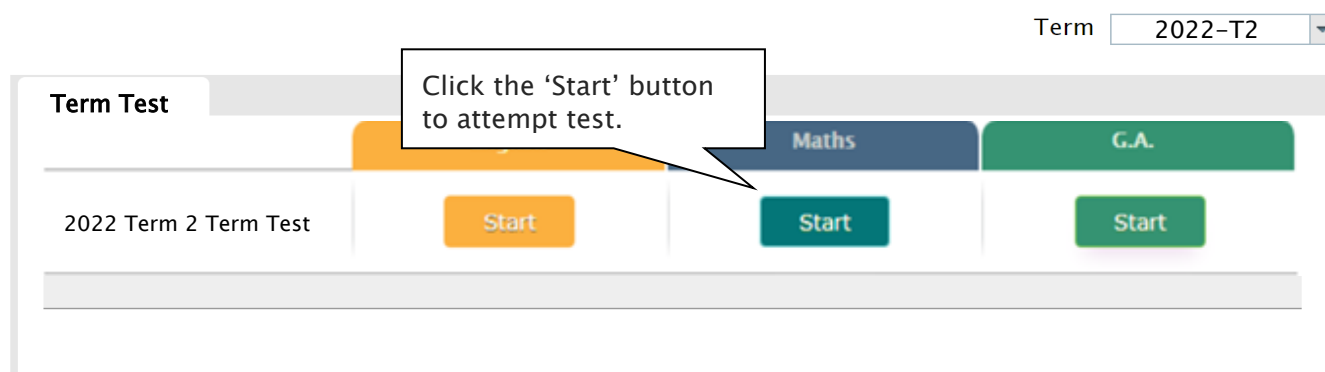 Term 2022-T2
Term Test
Click the ‘Start’ button
to attempt test.
Maths G.A.
2022 Term 2 Term Test Start Start Start